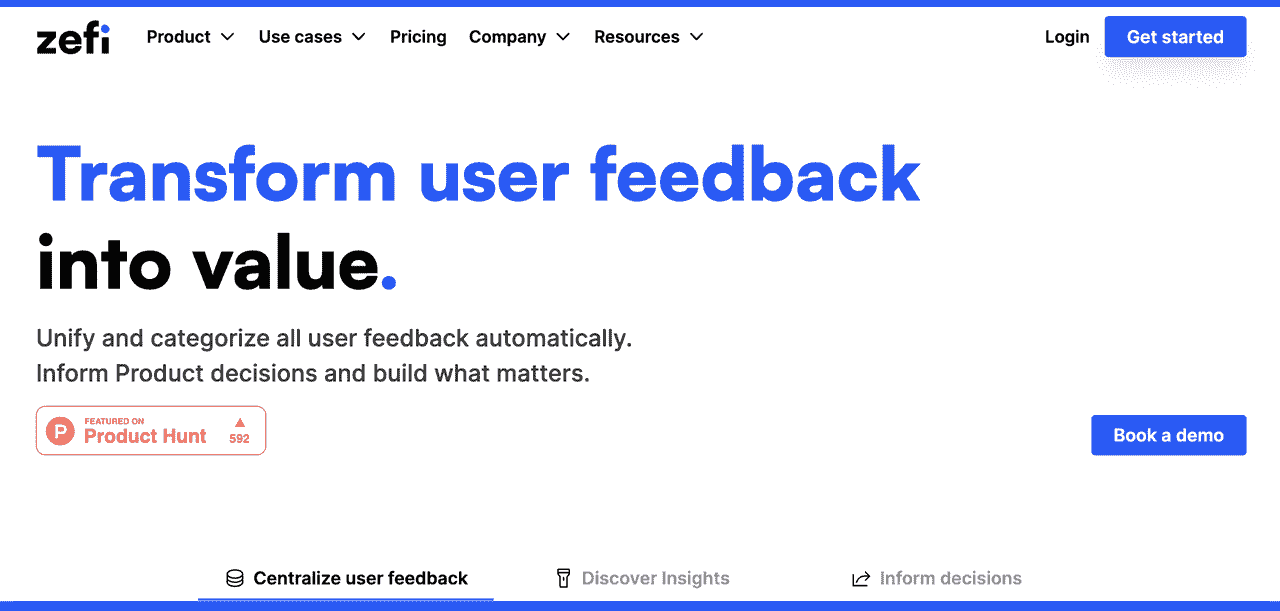 zefi Product Use cases Pricing Company Resources Login Get started
Transform user feedback
into value.
Unify and categorize all user feedback automatically.
Inform Product decisions and build what matters.
FEATURED ON
Product Hunt
592
Book a demo
Centralize user feedback Discover Insights Inform decisions